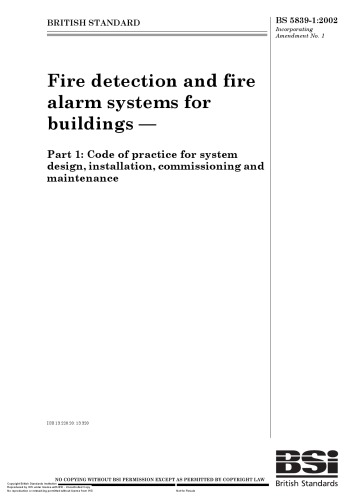 BRITISH STANDARD
BS 5839-1:2002
Incorporating
Amendment No. 1
Fire detection and fire
alarm systems for
buildings —
Part 1: Code of practice for system
design, installation, commissioning and
maintenance
NO COPYING WITHOUT BSI PERMISSION EXCEPT AS PERMITTED BY COPYRIGHT LAW
BSi
British Standards